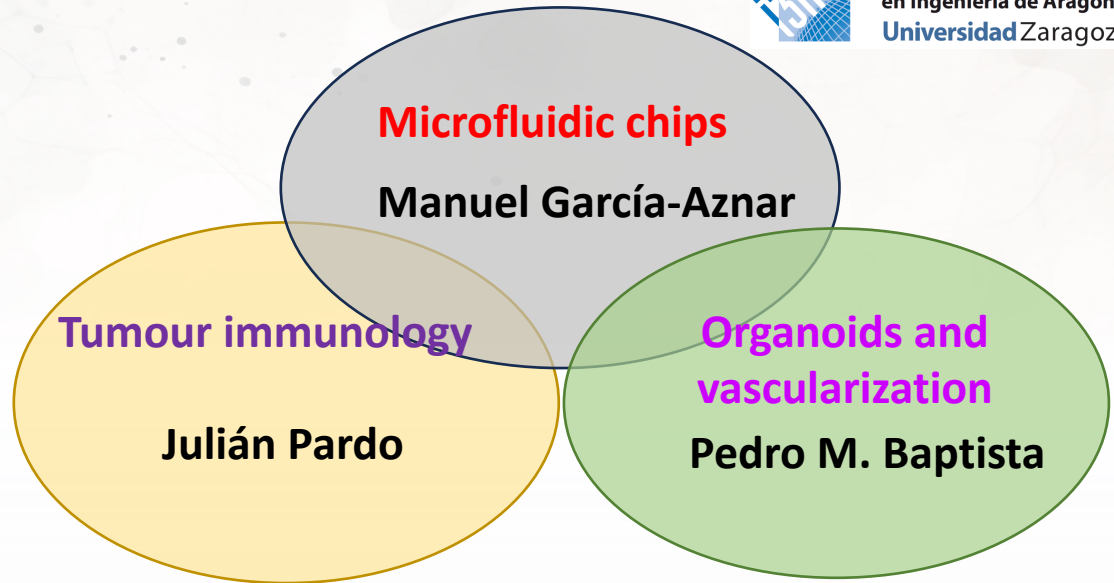 en Ingeniería de Aragón
Universidad Zaragoz
Microfluidic chips
Manuel García-Aznar
Tumour immunology
Julián Pardo
Organoids and
vascularization
Pedro M. Baptista